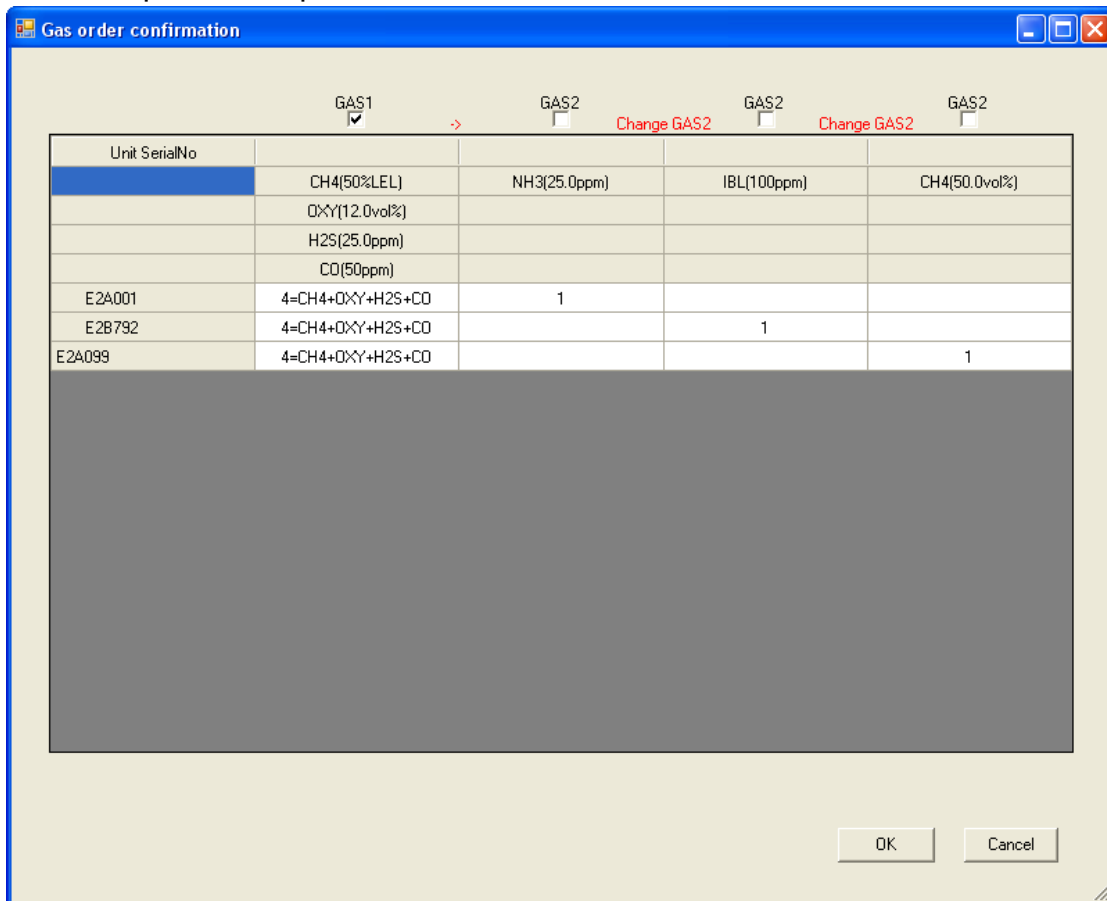 Gas order confirmation
GAS1 GAS2 GAS2 GAS2
-> Change GAS2 Change GAS2
Unit SerialNo
CH4(50%LEL) NH3(25.0ppm) IBL(100ppm) CH4(50.0vol%)
OXY(12.0vol%)
H2S(25.0ppm)
CO(50ppm)
E2A001 4=CH4+OXY+H2S+CO 1
E2B792 4=CH4+OXY+H2S+CO 1
E2A099 4=CH4+OXY+H2S+CO 1
OK Cancel